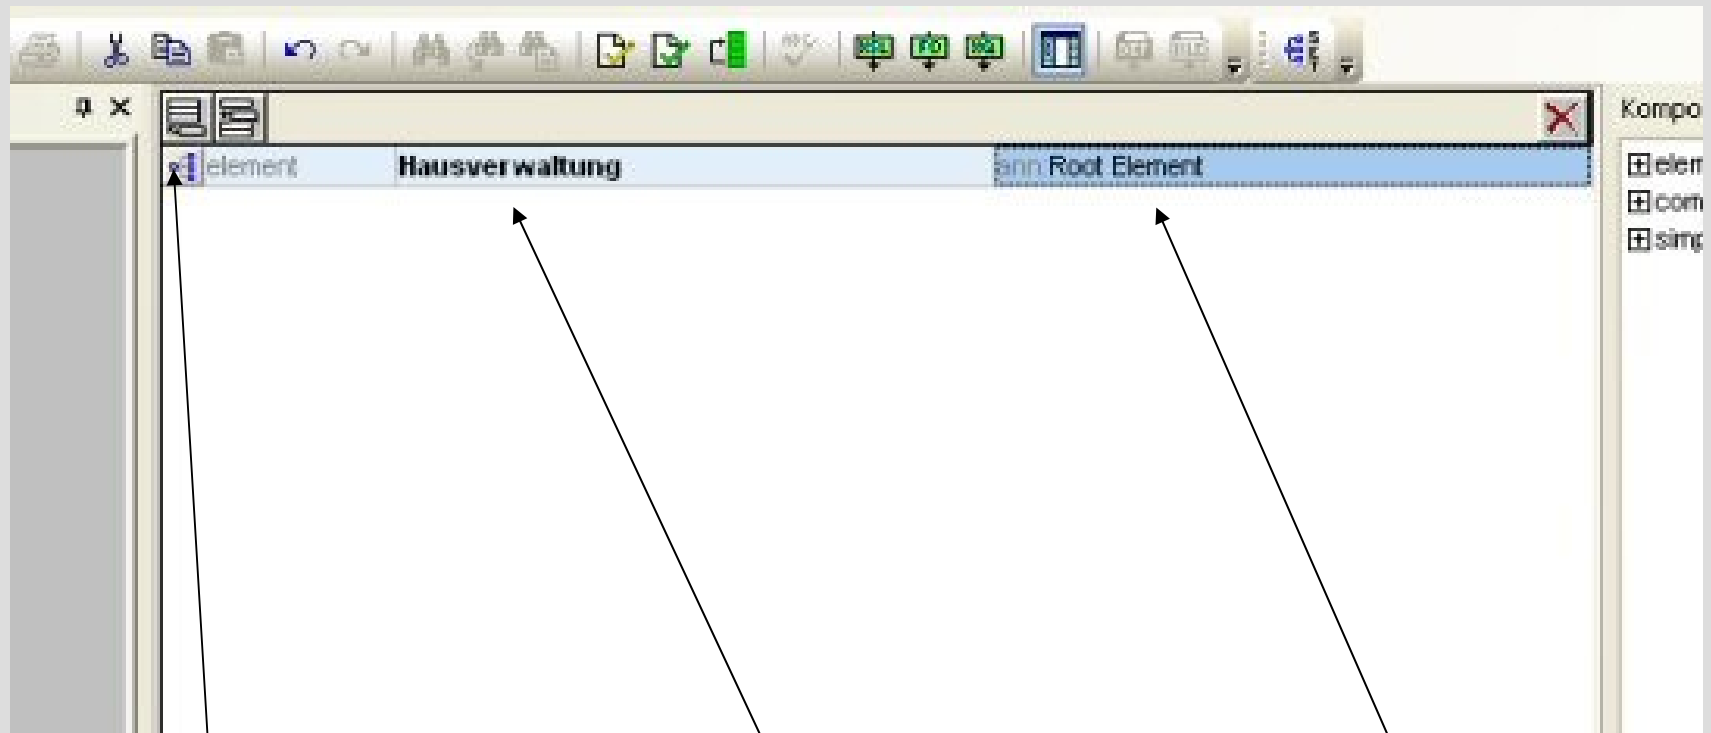 Kompo
element Hausverwaltung ann: Root Element
elem
com
simp